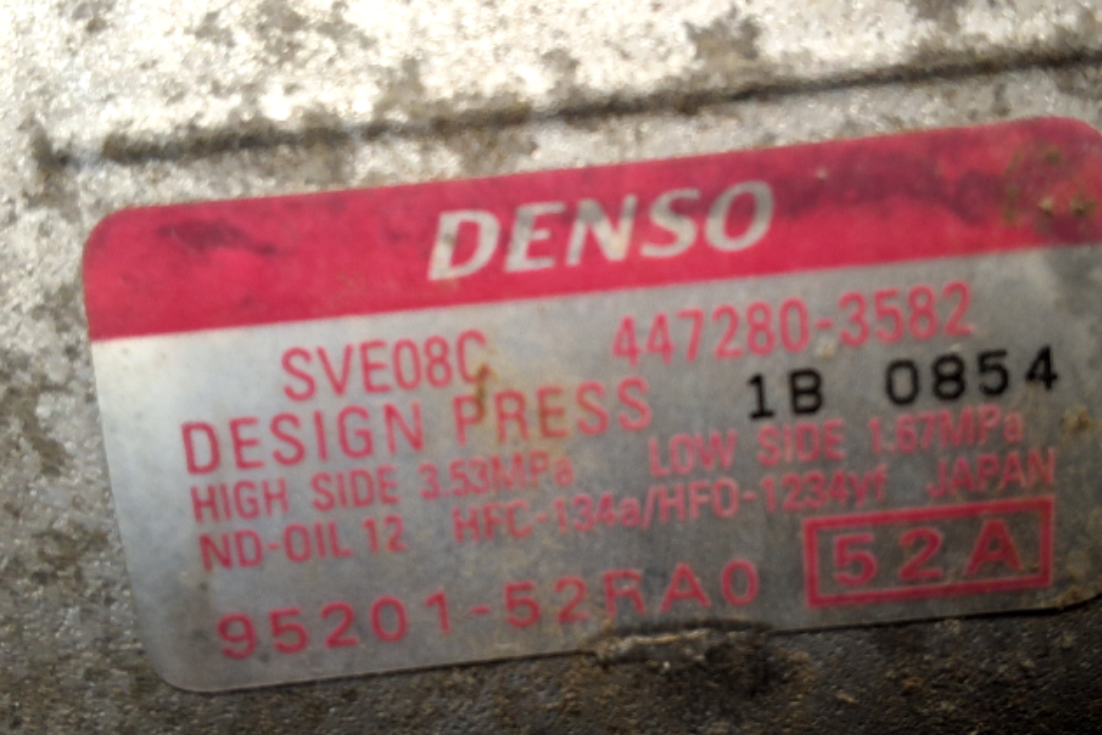 DENSO
SVE08C 447280-3582
DESIGN PRESS 1B 0854
HIGH SIDE 3.53MPa LOW SIDE 1.67MPa
ND-OIL 12 HFC-134a/HFO-1234yf JAPAN
95201-52RA0 52A